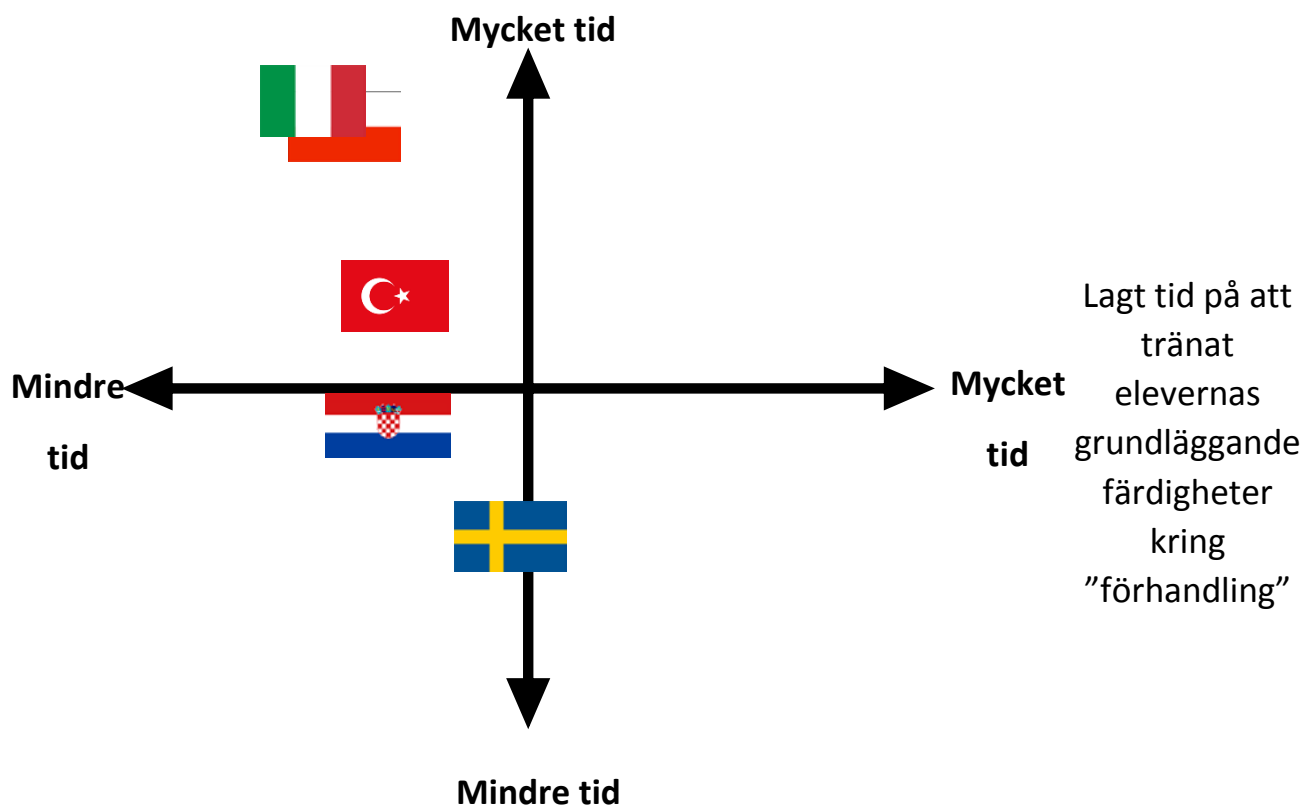 Mycket tid
Mindre
tid
Mycket
tid
Lagt tid på att
tränat
elevernas
grundläggande
färdigheter
kring
”förhandling”
Mindre tid